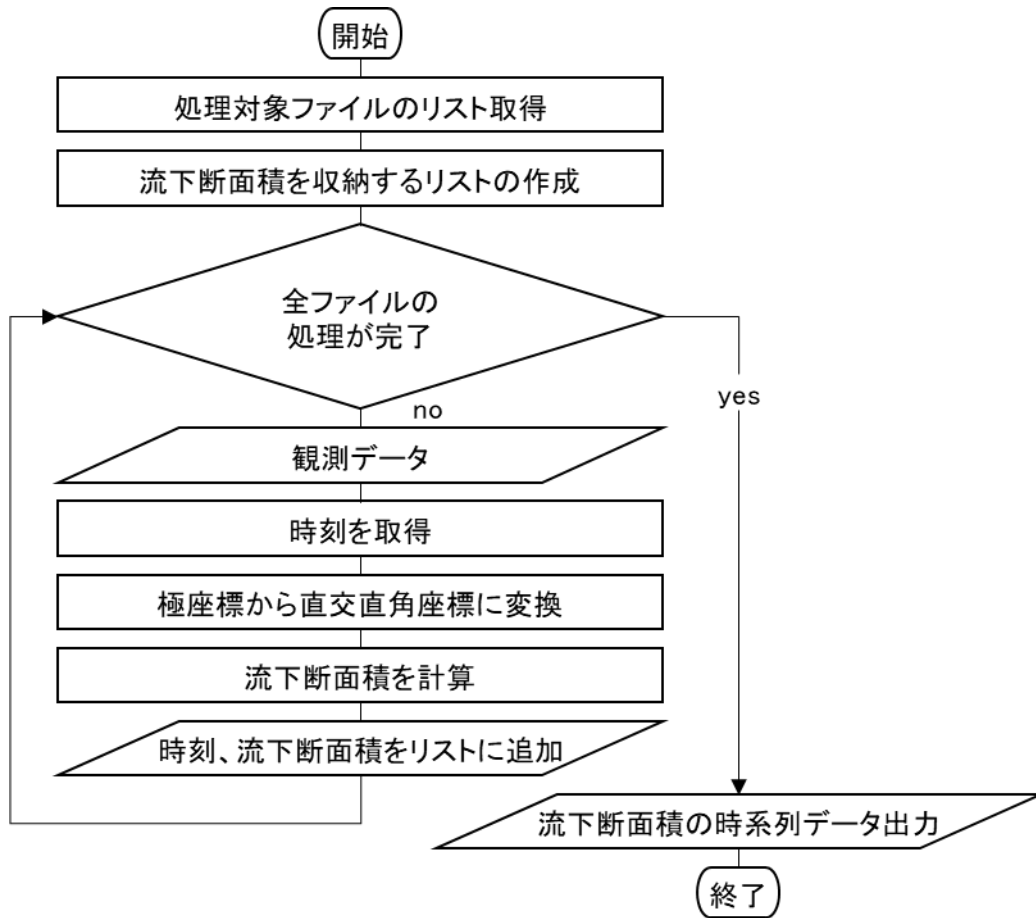 開始
処理対象ファイルのリスト取得
流下断面積を収納するリストの作成
全ファイルの
処理が完了
no
yes
観測データ
時刻を取得
極座標から直交直角座標に変換
流下断面積を計算
時刻、流下断面積をリストに追加
流下断面積の時系列データ出力
終了